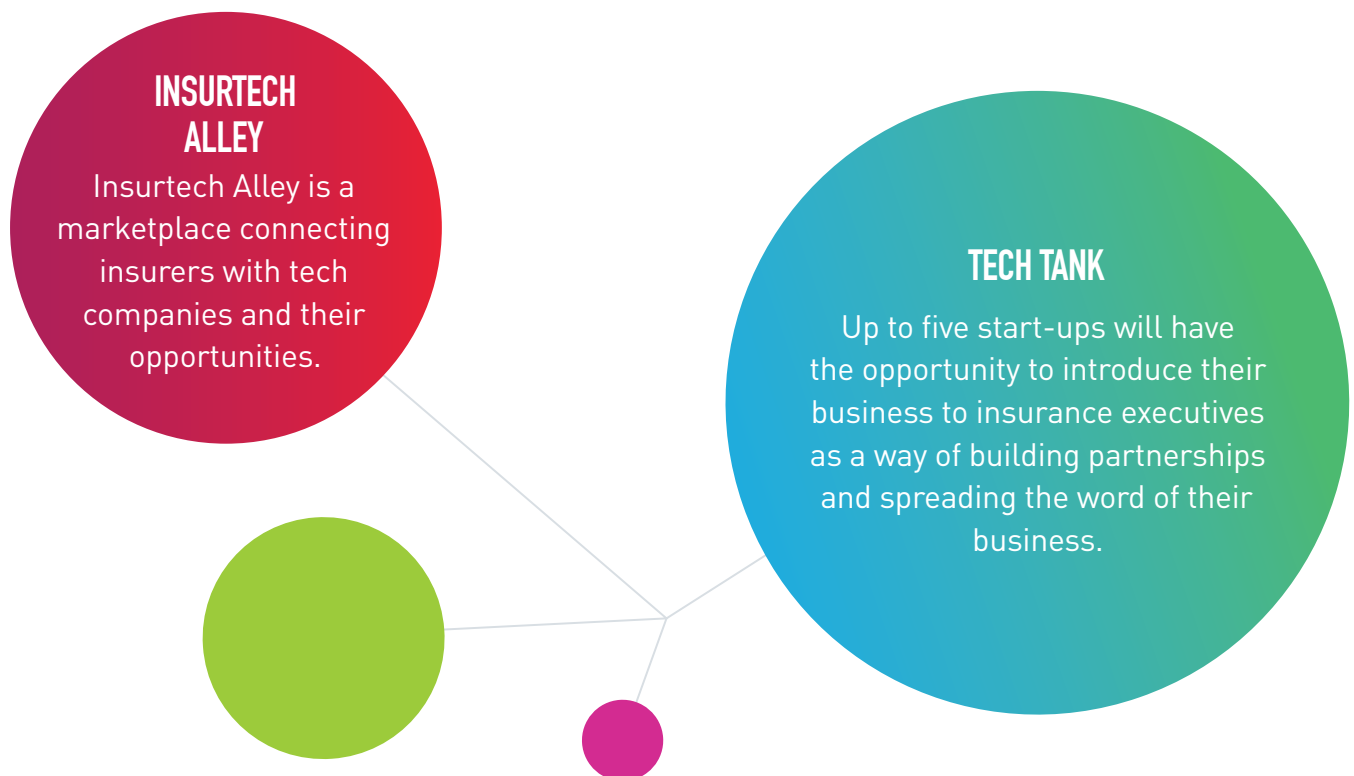 INSURTECH
ALLEY
Insurtech Alley is a
marketplace connecting
insurers with tech
companies and their
opportunities.
TECH TANK
Up to five start-ups will have
the opportunity to introduce their
business to insurance executives
as a way of building partnerships
and spreading the word of their
business.